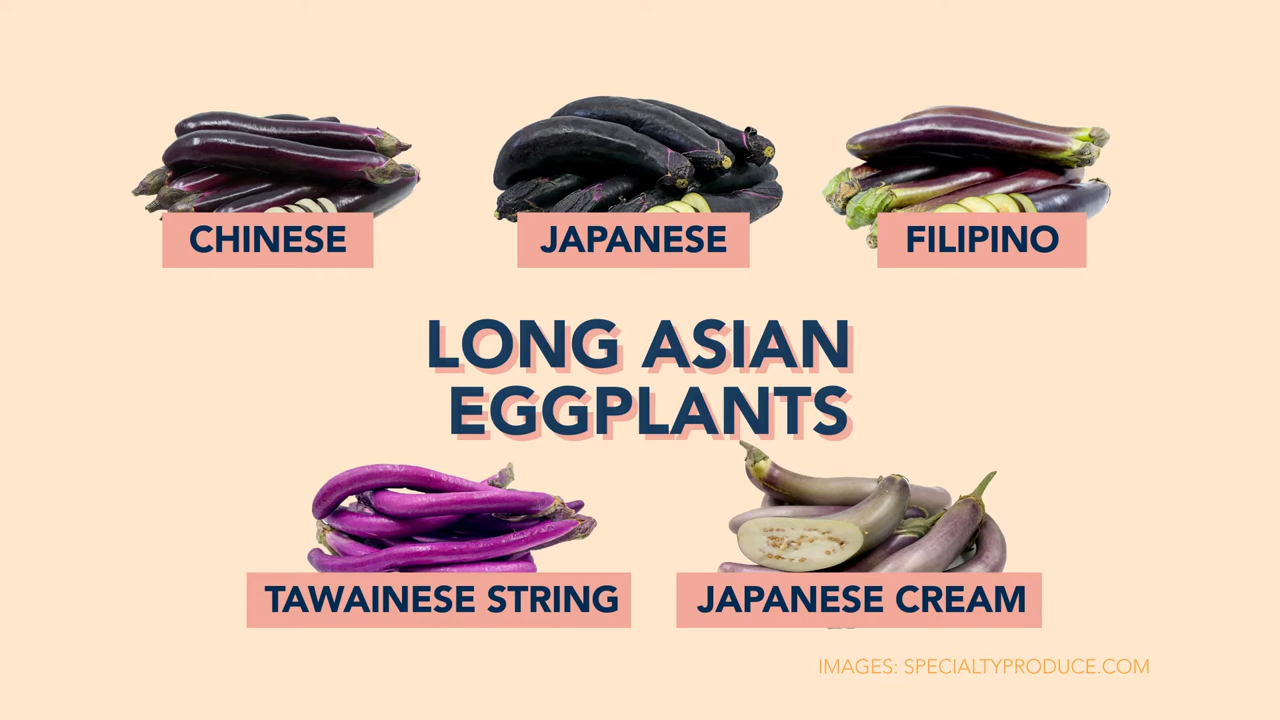 CHINESE
JAPANESE
FILIPINO
LONG ASIAN
EGGPLANTS
TAWAINESE STRING
JAPANESE CREAM
IMAGES: SPECIALTYPRODUCE.COM